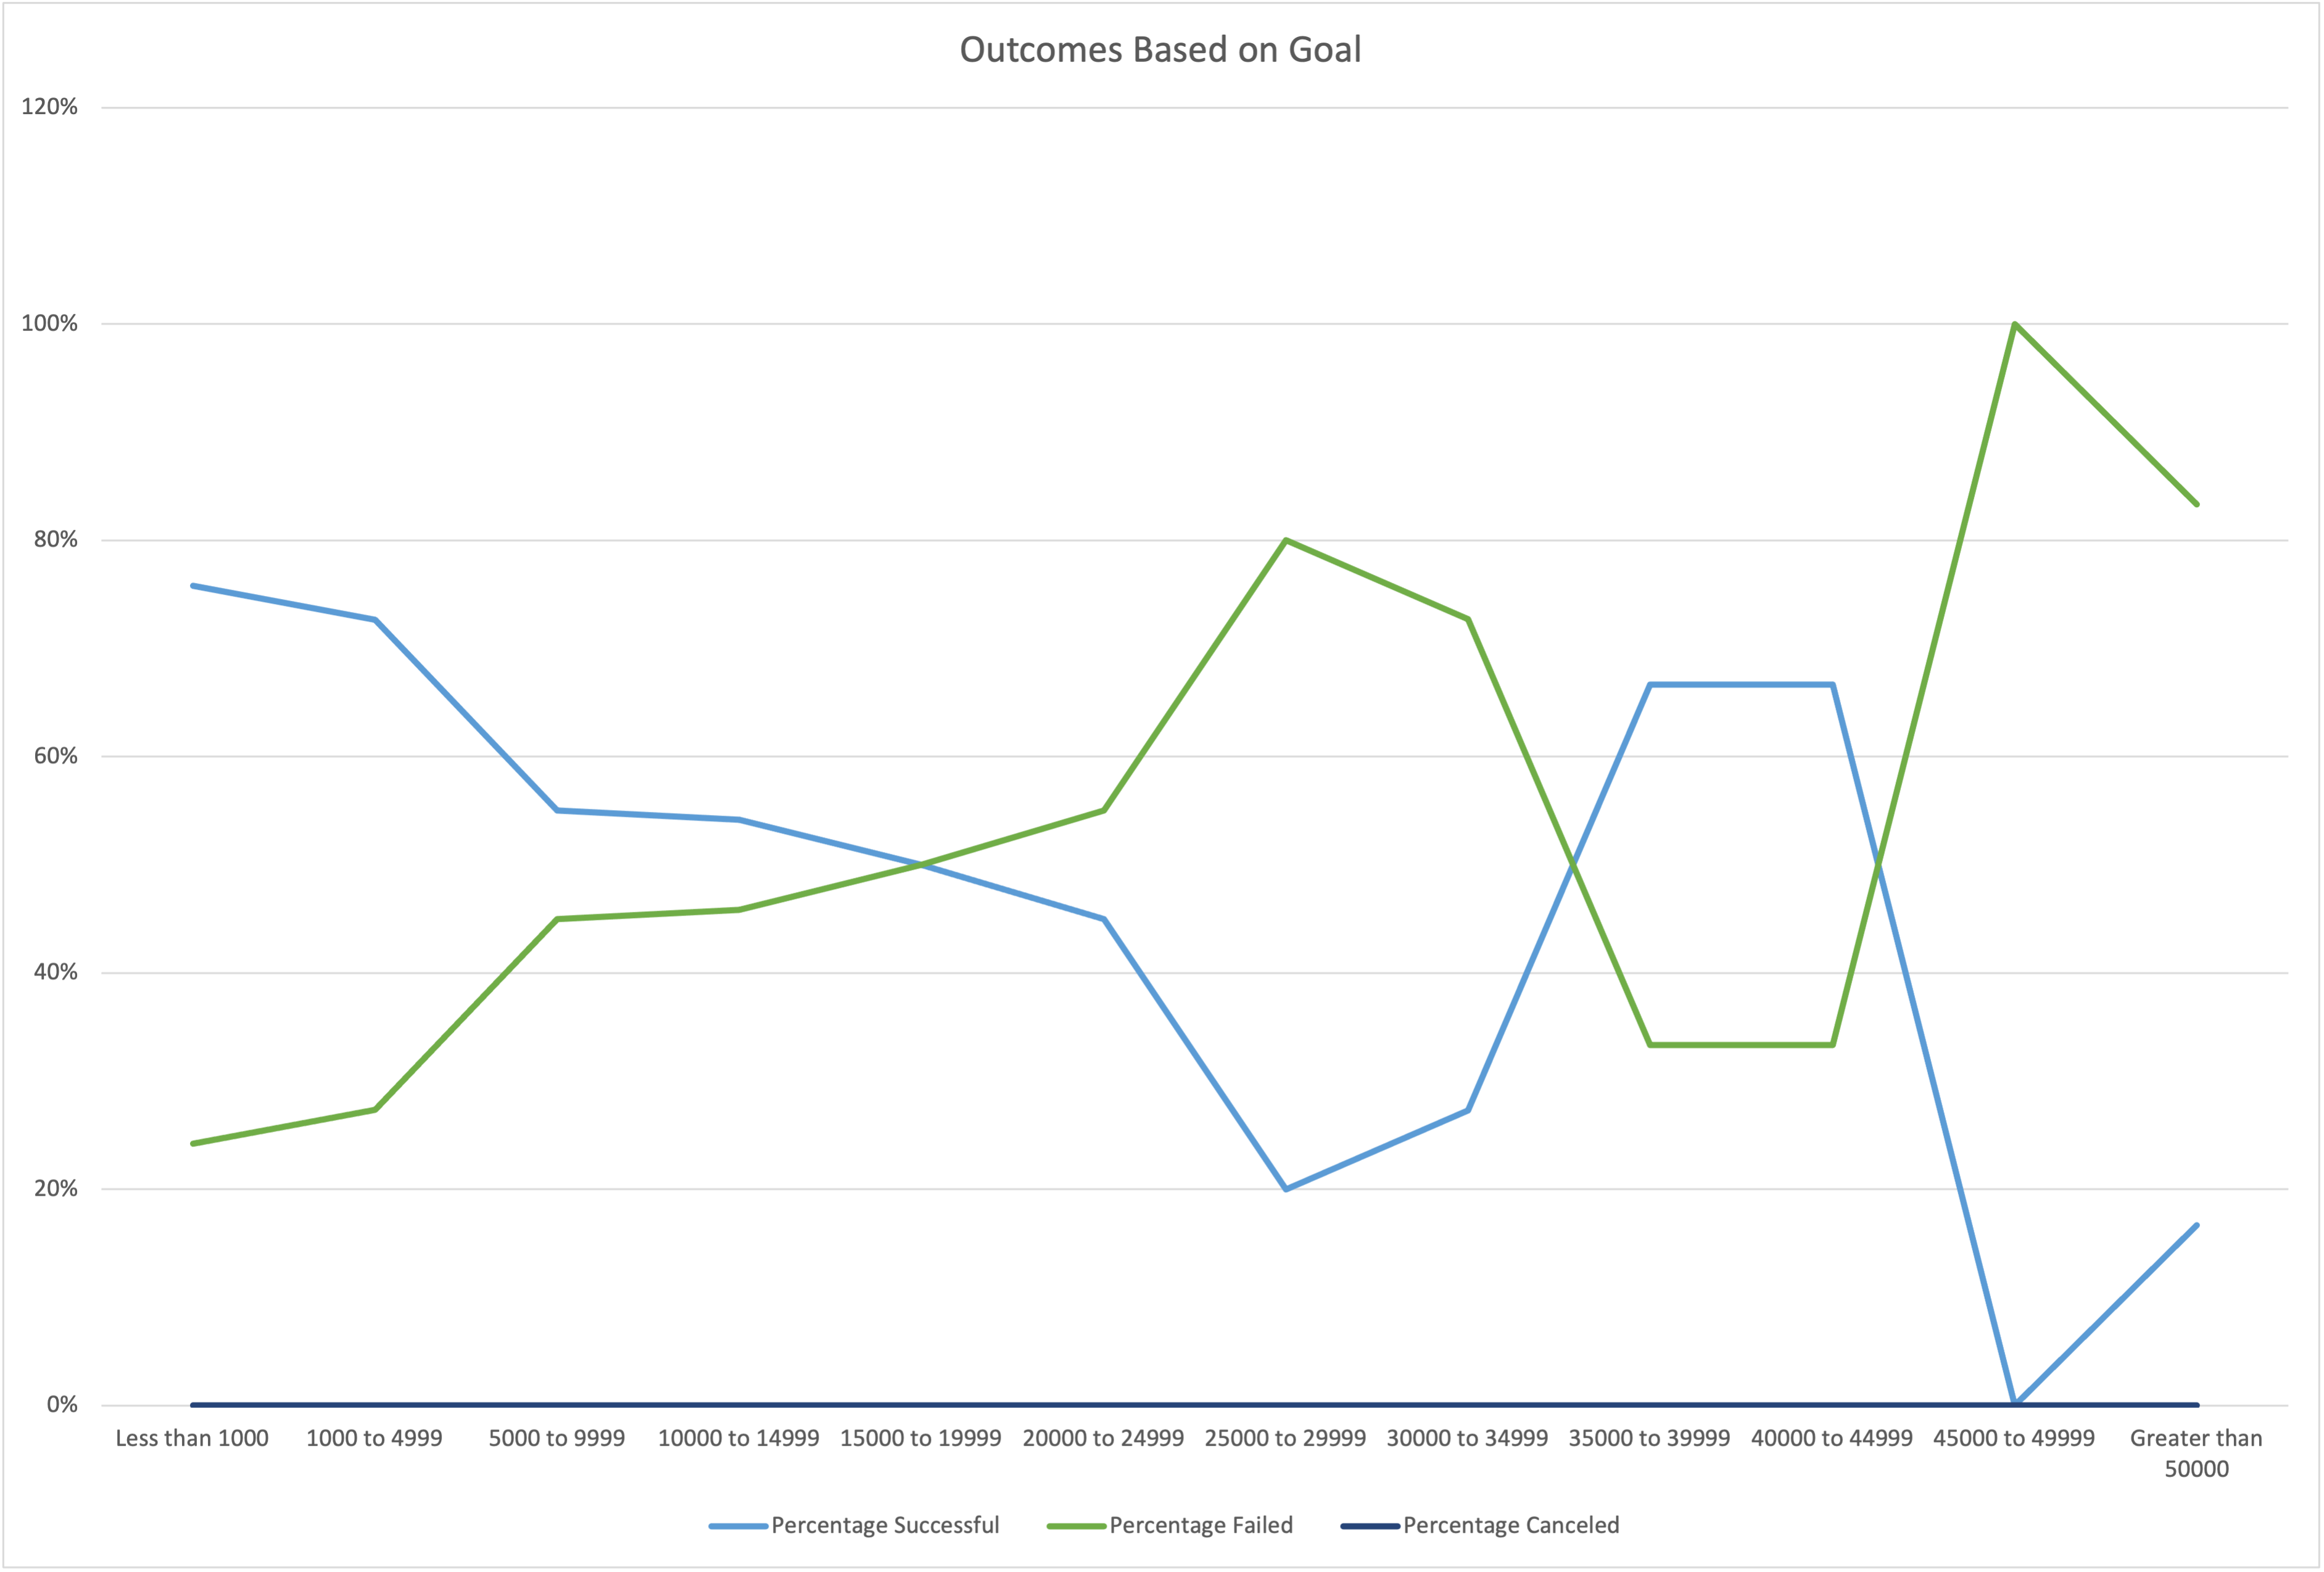 Outcomes Based on Goal
120%
100%
80%
60%
40%
20%
0%
Less than 1000
1000 to 4999
5000 to 9999
10000 to 14999
15000 to 19999
20000 to 24999
25000 to 29999
30000 to 34999
35000 to 39999
40000 to 44999
45000 to 49999
Greater than
50000
Percentage Successful
Percentage Failed
Percentage Canceled